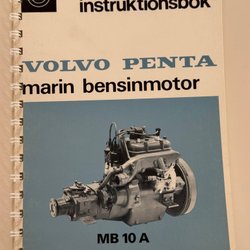 instruktionsbok
VOLVO PENTA
marin bensinmotor
MB 10 A